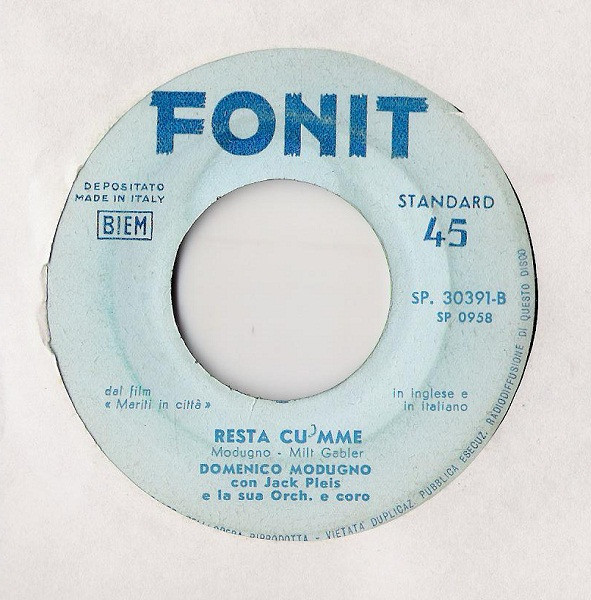 FONIT
DEPOSITATO
MADE IN ITALY
BIEM
STANDARD
45
SP. 30391-B
SP 0958
dal film
« Mariti in città »
in inglese e
in italiano
RESTA CU'MME
Modugno - Milt Gabler
DOMENICO MODUGNO
con Jack Pleis
e la sua Orch. e coro
RIPRODOTTA - VIETATA DUPLICAZ. PUBBLICA ESECUZ. RADIODIFFUSIONE DI QUESTO DISCO